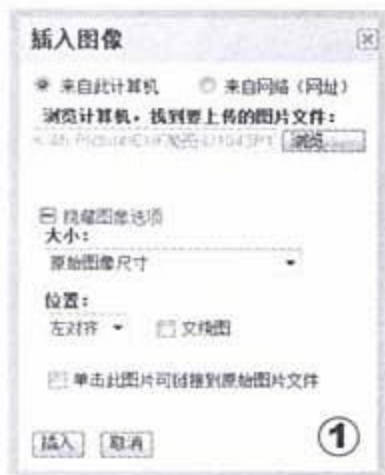 插入图像
来自此计算机 来自网络（网址）
浏览计算机，找到要上传的图片文件：
浏览
隐藏图像选项
大小：
原始图像尺寸
位置：
左对齐 文绕图
单击此图片可链接到原始图片文件
插入 取消
①